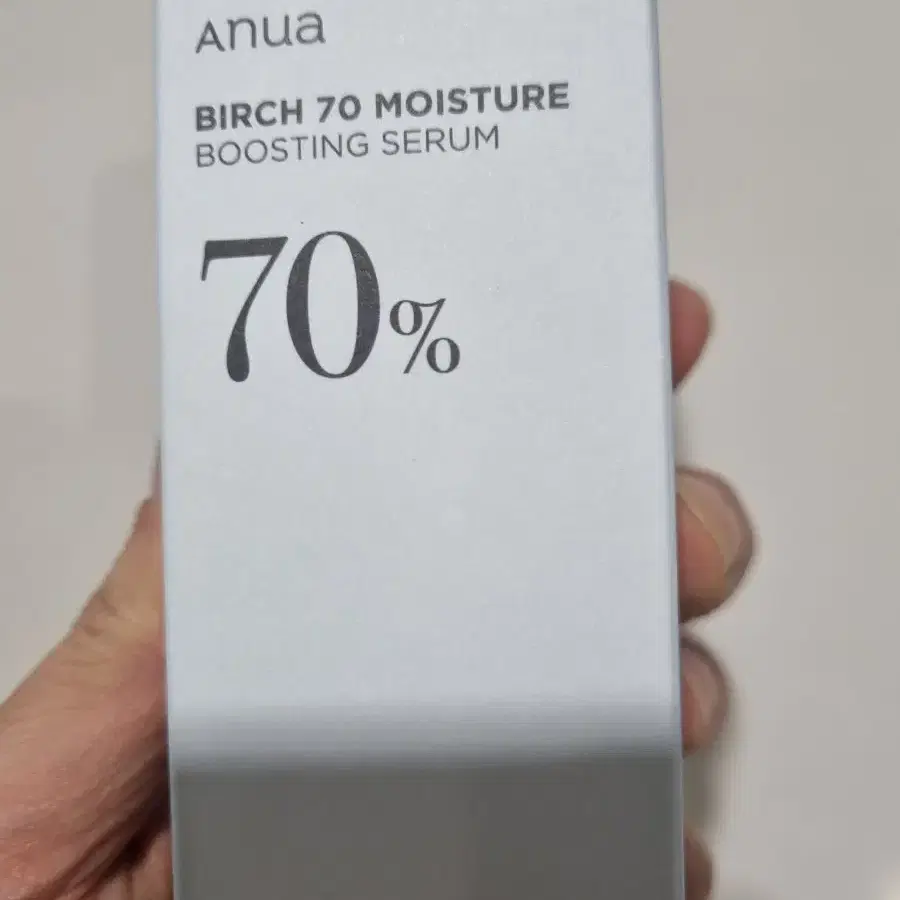 Anua
BIRCH 70 MOISTURE
BOOSTING SERUM
70%